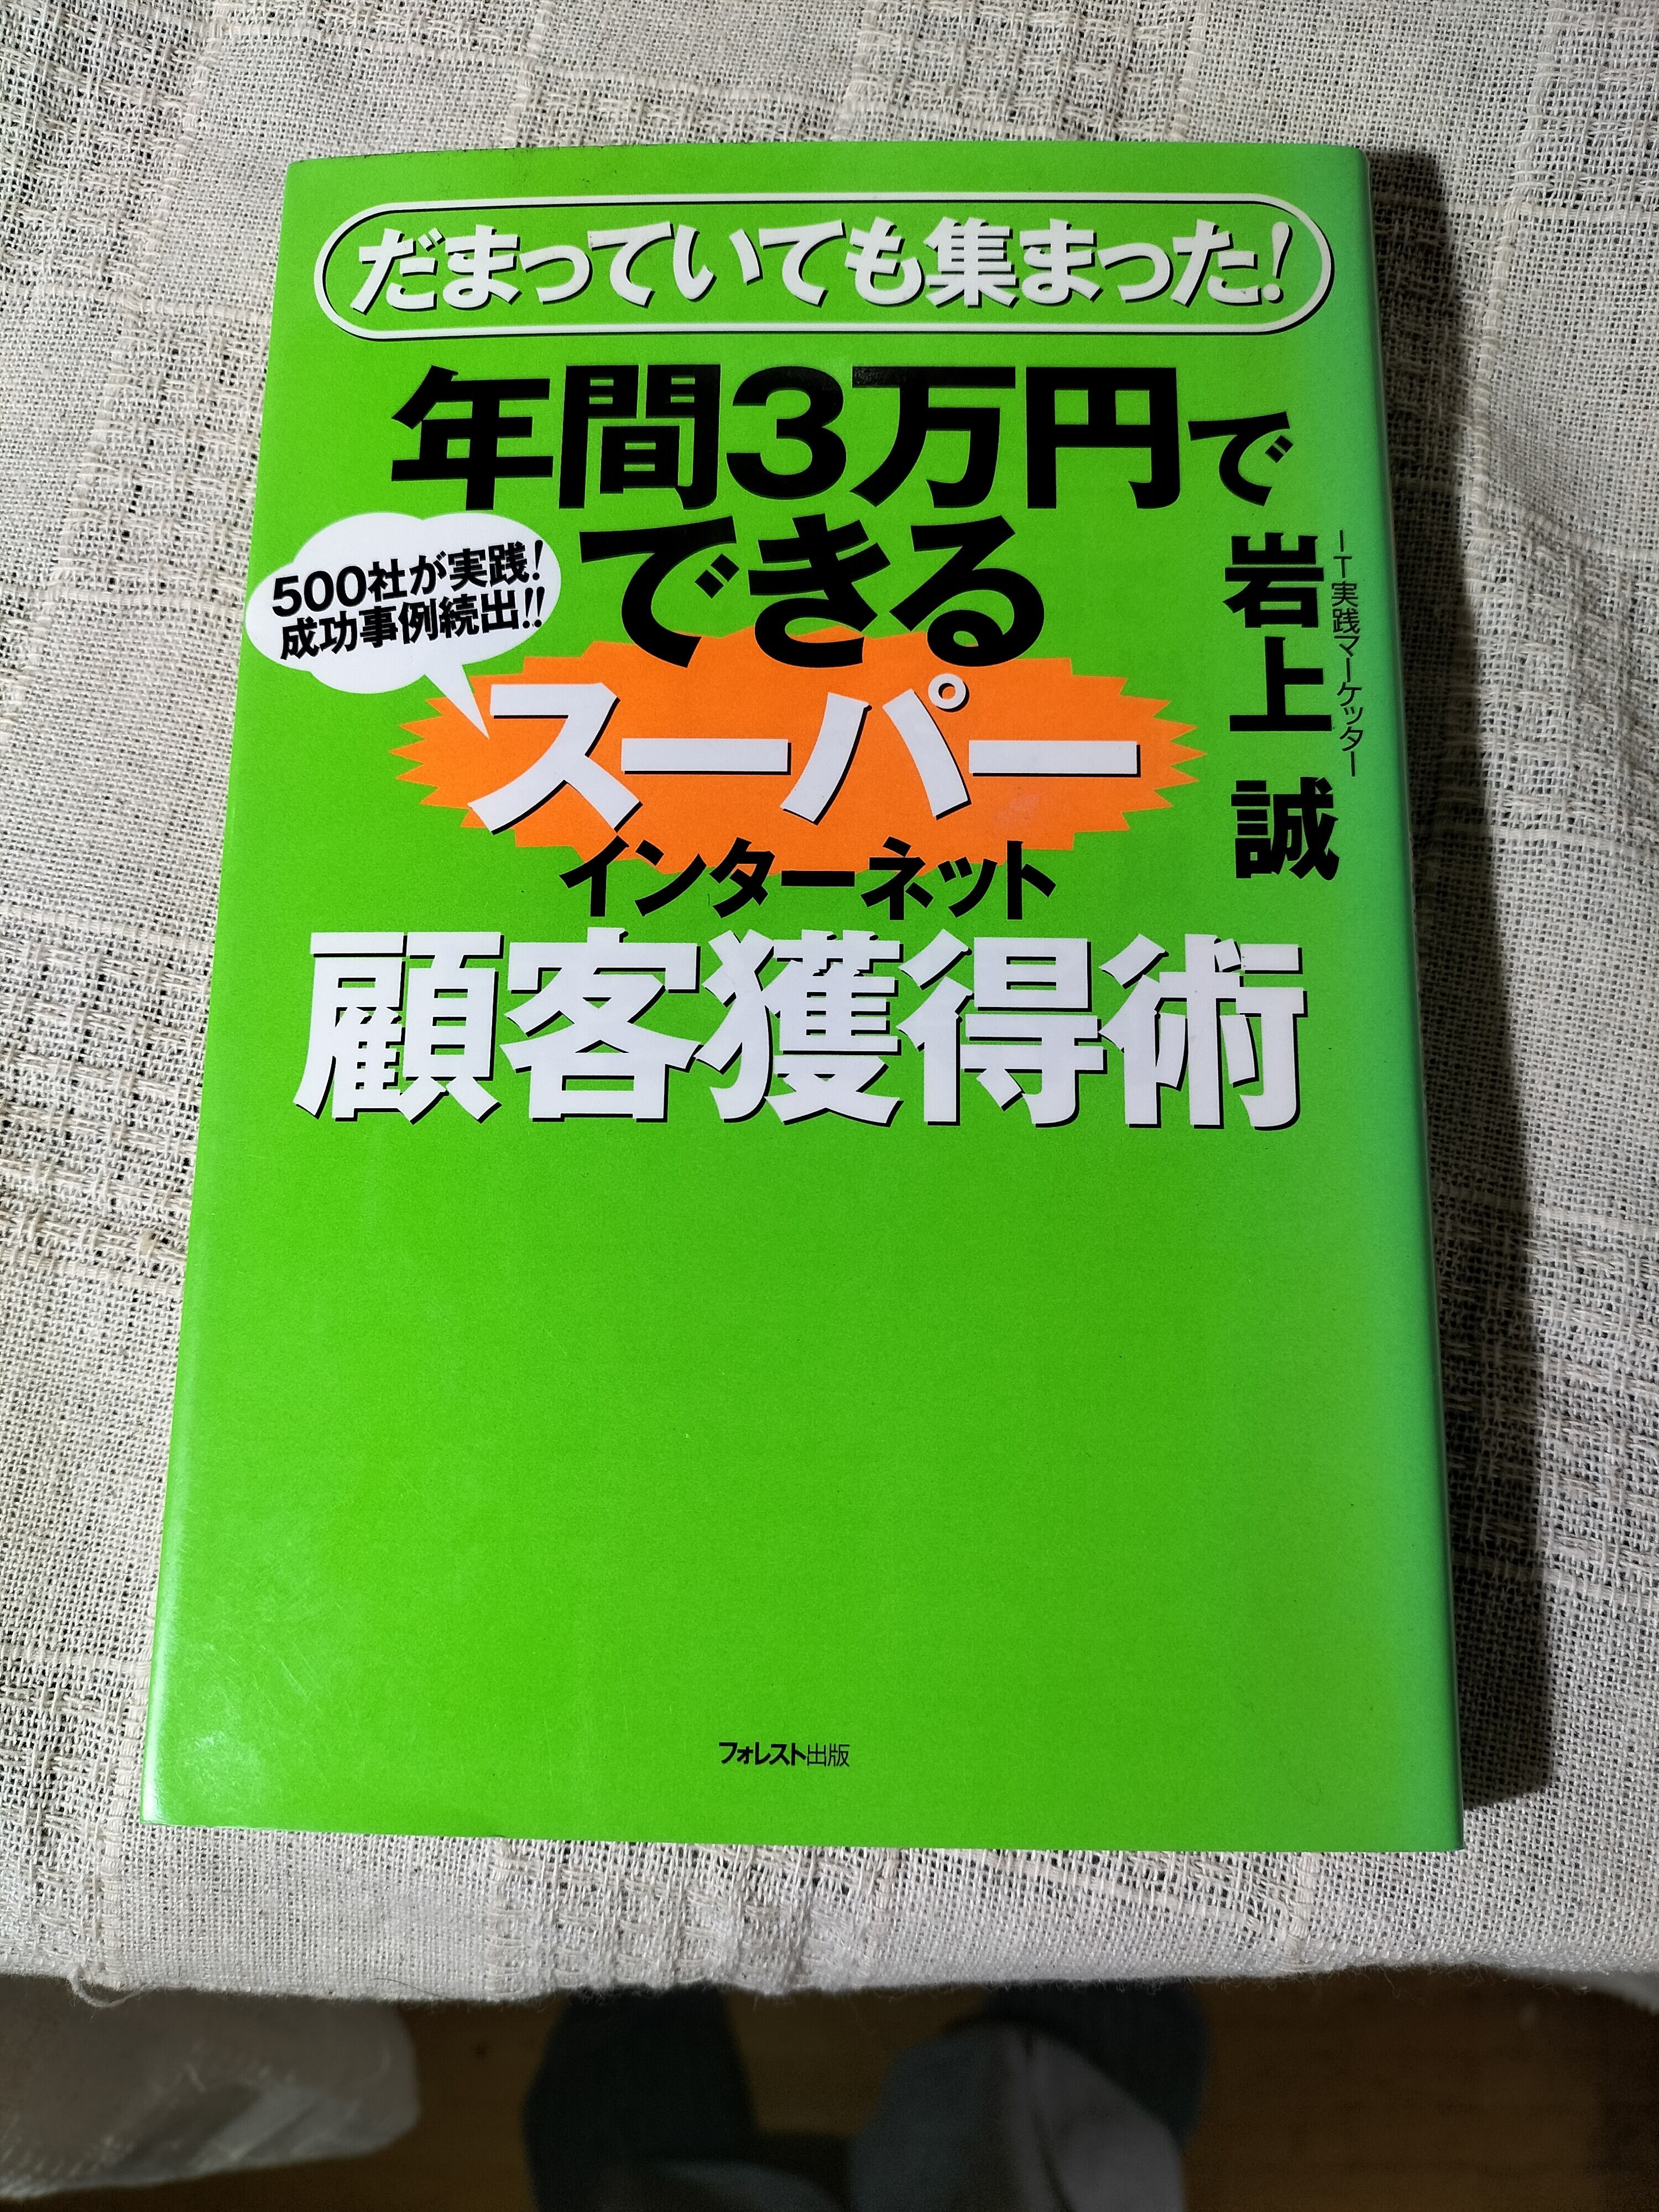 だまっていても集まった!
年間3万円で
できる
500社が実践!
成功事例続出!!
スーパー
インターネット
顧客獲得術
IT実践マーケッター
岩上 誠
フォレスト出版